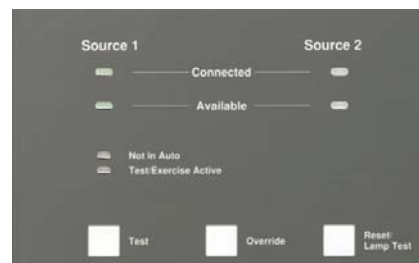 Source 1 Source 2
Connected
Available
Not In Auto
Test/Exercise Active
Test
Override
Reset/
Lamp Test